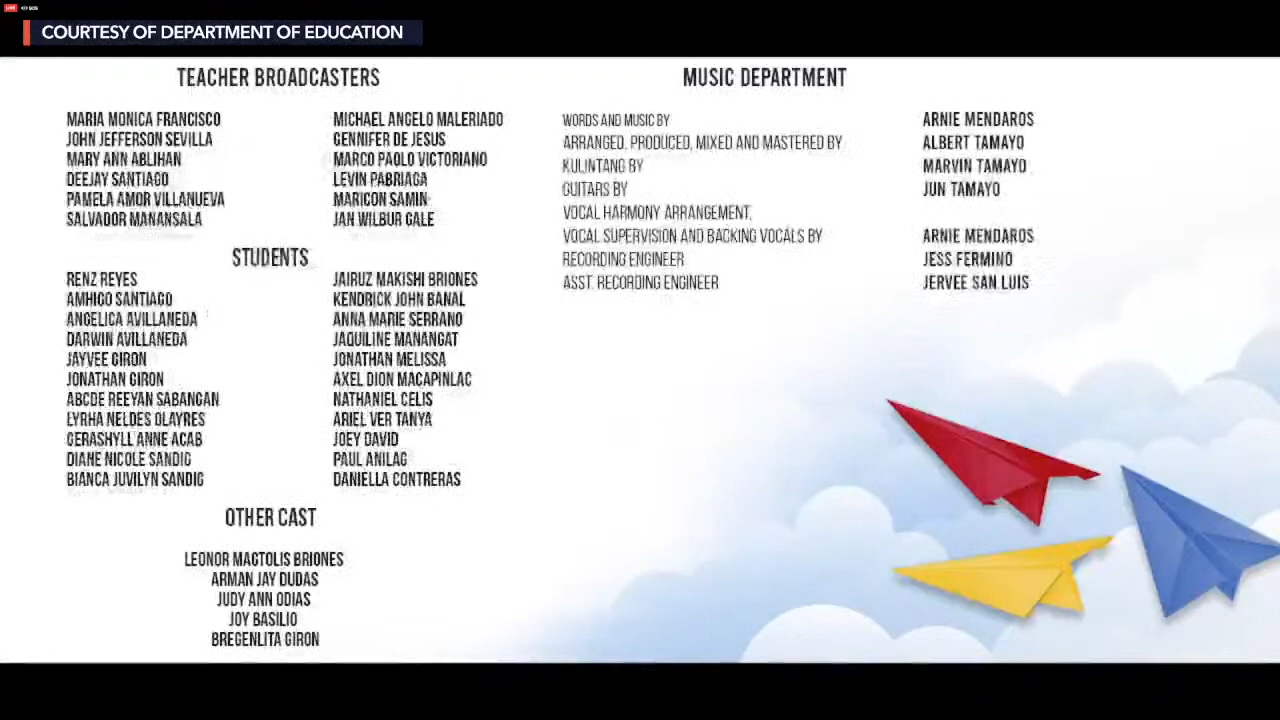 LIVE
COURTESY OF DEPARTMENT OF EDUCATION
TEACHER BROADCASTERS
MARIA MONICA FRANCISCO
JOHN JEFFERSON SEVILLA
MARY ANN ABLIHAN
DEEJAY SANTIAGO
PAMELA AMOR VILLANUEVA
SALVADOR MANANSALA
MICHAEL ANGELO MALERIADO
GENNIFER DE JESUS
MARCO PAOLO VICTORIANO
LEVIN PABRIAGA
MARICON SAMIN
JAN WILBUR GALE
STUDENTS
RENZ REYES
AMHIGO SANTIAGO
ANGELICA AVILLANEDA
DARWIN AVILLANEDA
JAYVEE GIRON
JONATHAN GIRON
ABCDE REEYAN SABANGAN
LYRHA NELDES OLAYRES
GERASHYLL ANNE ACAB
DIANE NICOLE SANDIG
BIANCA JUVILYN SANDIG
JAIRUZ MAKISHI BRIONES
KENDRICK JOHN BANAL
ANNA MARIE SERRANO
JAQUILINE MANANGAT
JONATHAN MELISSA
AXEL DION MACAPINLAC
NATHANIEL CELIS
ARIEL VER TANYA
JOEY DAVID
PAUL ANILAG
DANIELLA CONTRERAS
OTHER CAST
LEONOR MAGTOLIS BRIONES
ARMAN JAY DUDAS
JUDY ANN ODIAS
JOY BASILIO
BREGENLITA GIRON
MUSIC DEPARTMENT
WORDS AND MUSIC BY ARNIE MENDAROS
ARRANGED, PRODUCED, MIXED AND MASTERED BY ALBERT TAMAYO
KULINTANG BY MARVIN TAMAYO
GUITARS BY JUN TAMAYO
VOCAL HARMONY ARRANGEMENT,
VOCAL SUPERVISION AND BACKING VOCALS BY ARNIE MENDAROS
RECORDING ENGINEER JESS FERMINO
ASST. RECORDING ENGINEER JERVEE SAN LUIS